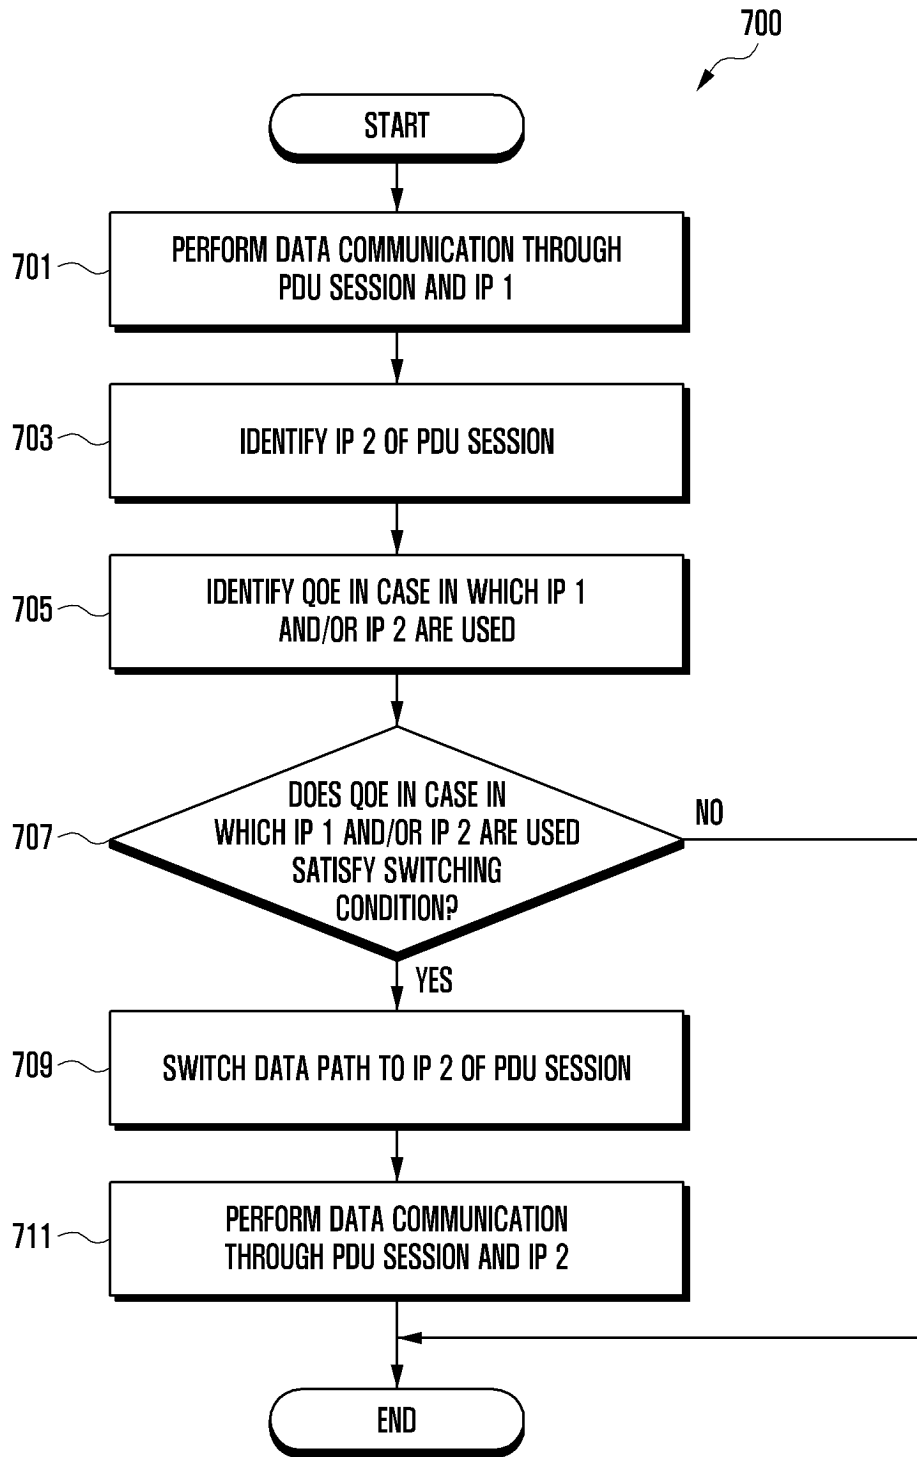 700
START
701
PERFORM DATA COMMUNICATION THROUGH
PDU SESSION AND IP 1
703
IDENTIFY IP 2 OF PDU SESSION
705
IDENTIFY QOE IN CASE IN WHICH IP 1
AND/OR IP 2 ARE USED
707
DOES QOE IN CASE IN
WHICH IP 1 AND/OR IP 2 ARE USED
SATISFY SWITCHING
CONDITION?
NO
YES
709
SWITCH DATA PATH TO IP 2 OF PDU SESSION
711
PERFORM DATA COMMUNICATION
THROUGH PDU SESSION AND IP 2
END